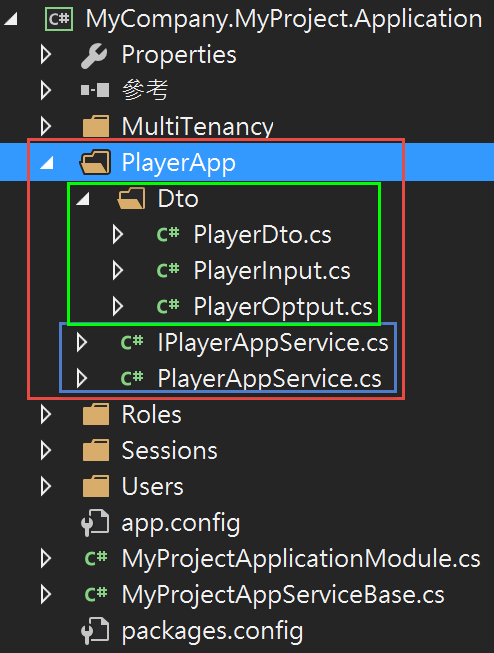 C# MyCompany.MyProject.Application
Properties
參考
MultiTenancy
PlayerApp
Dto
C# PlayerDto.cs
C# PlayerInput.cs
C# PlayerOptput.cs
C# IPlayerAppService.cs
C# PlayerAppService.cs
Roles
Sessions
Users
app.config
C# MyProjectApplicationModule.cs
C# MyProjectAppServiceBase.cs
packages.config